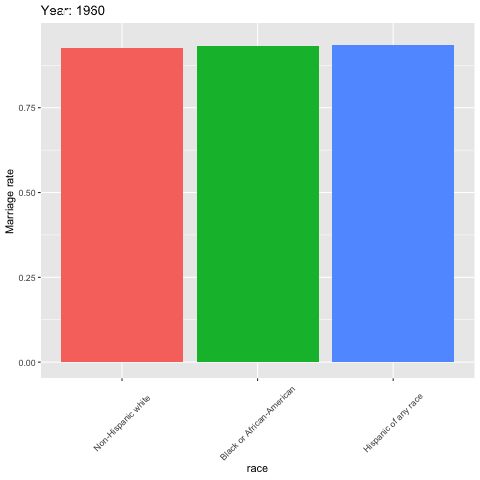 Year: 1960
Marriage rate
0.75
0.50
0.25
0.00
Non-Hispanic white
Black or African-American
Hispanic of any race
race